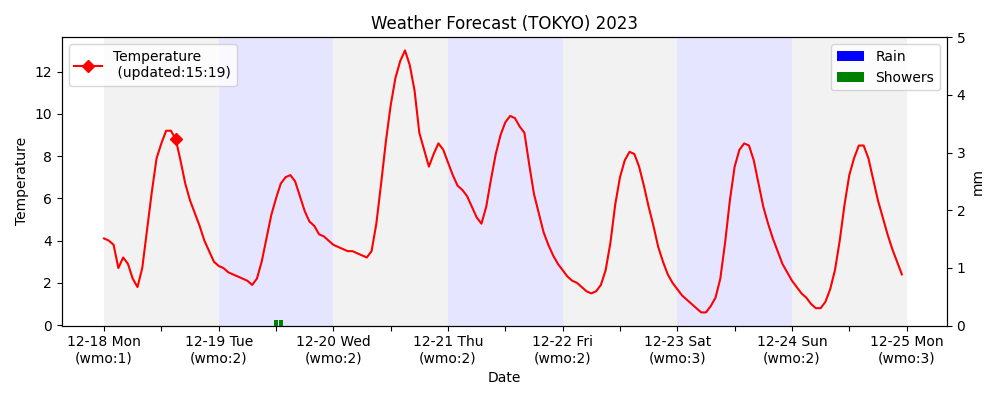 Weather Forecast (TOKYO) 2023
Temperature
(updated:15:19)
Rain
Showers
Temperature
12
10
8
6
4
2
0
5
4
3
2
1
0
mm
12-18 Mon 12-19 Tue 12-20 Wed 12-21 Thu 12-22 Fri 12-23 Sat 12-24 Sun 12-25 Mon
(wmo:1) (wmo:2) (wmo:2) (wmo:2) (wmo:2) (wmo:3) (wmo:2) (wmo:3)
Date